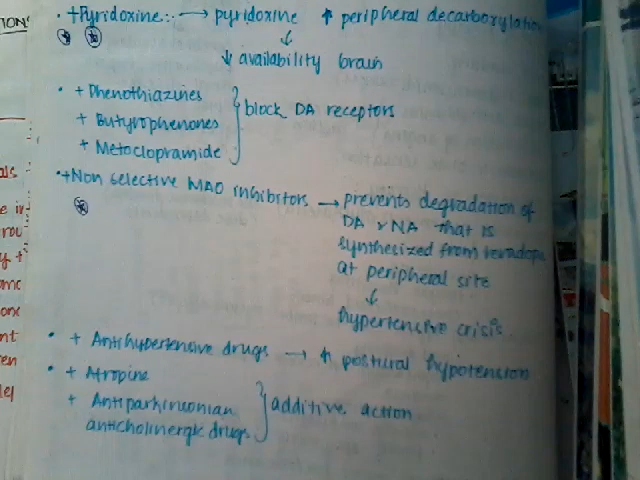 • +Pyridoxine: → pyridoxine ↑ peripheral decarboxylation
↓
↓ availability brain
• + Phenothiazines
+ Butyrophenones } block DA receptors
+ Metoclopramide
• +Non selective MAO inhibitors → prevents degradation of
DA & NA that is
synthesized from levodopa
at peripheral site
↓
hypertensive crisis.
• + Antihypertensive drugs → ↑ postural hypotension
• + Atropine
+ Antiparkinsonian } additive action
anticholinergic drugs